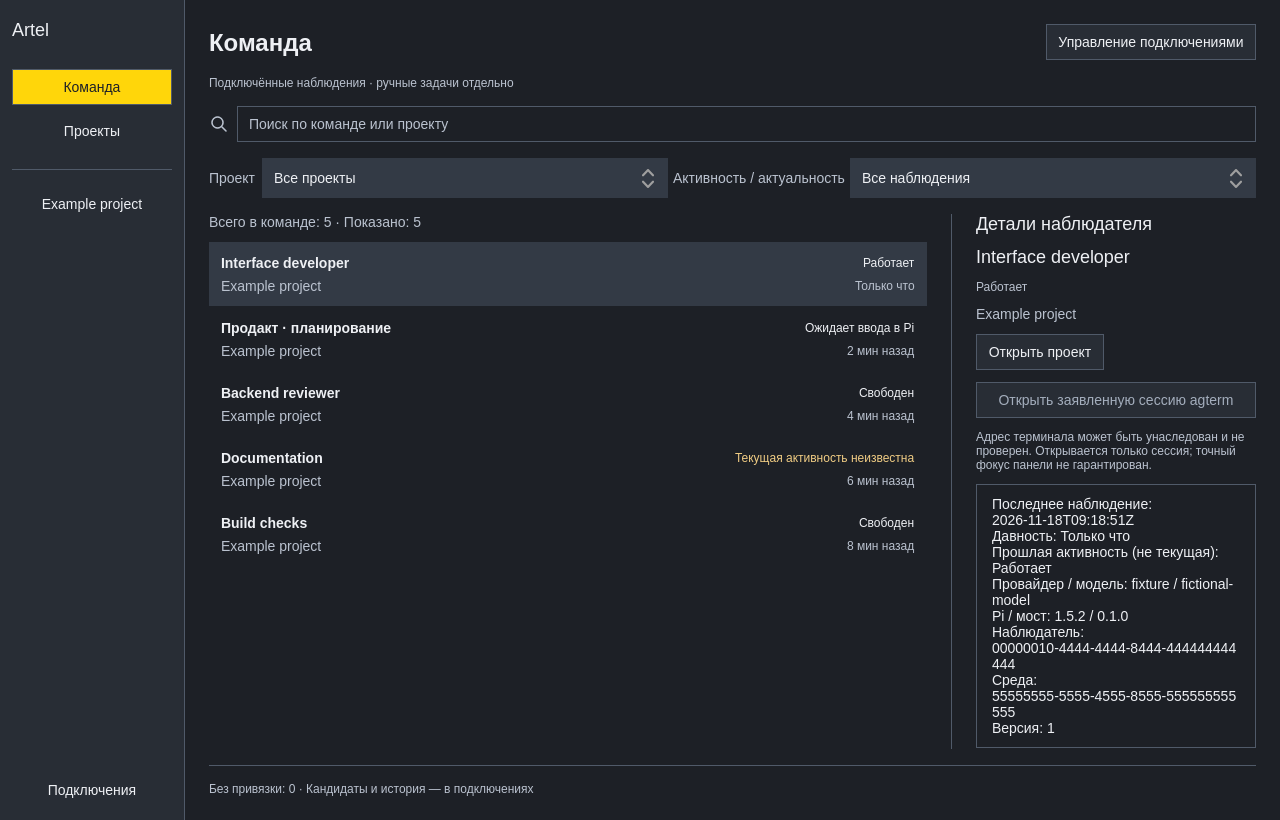 Artel
Команда
Проекты
Example project
Подключения
Команда
Управление подключениями
Подключённые наблюдения · ручные задачи отдельно
Поиск по команде или проекту
Проект
Все проекты
Активность / актуальность
Все наблюдения
Всего в команде: 5 · Показано: 5
Interface developer
Работает
Example project
Только что
Продакт · планирование
Ожидает ввода в Pi
Example project
2 мин назад
Backend reviewer
Свободен
Example project
4 мин назад
Documentation
Текущая активность неизвестна
Example project
6 мин назад
Build checks
Свободен
Example project
8 мин назад
Детали наблюдателя
Interface developer
Работает
Example project
Открыть проект
Открыть заявленную сессию agterm
Адрес терминала может быть унаследован и не
проверен. Открывается только сессия; точный
фокус панели не гарантирован.
Последнее наблюдение:
2026-11-18T09:18:51Z
Давность: Только что
Прошлая активность (не текущая):
Работает
Провайдер / модель: fixture / fictional-
model
Pi / мост: 1.5.2 / 0.1.0
Наблюдатель:
00000010-4444-4444-8444-444444444
444
Среда:
55555555-5555-4555-8555-555555555
555
Версия: 1
Без привязки: 0 · Кандидаты и история — в подключениях